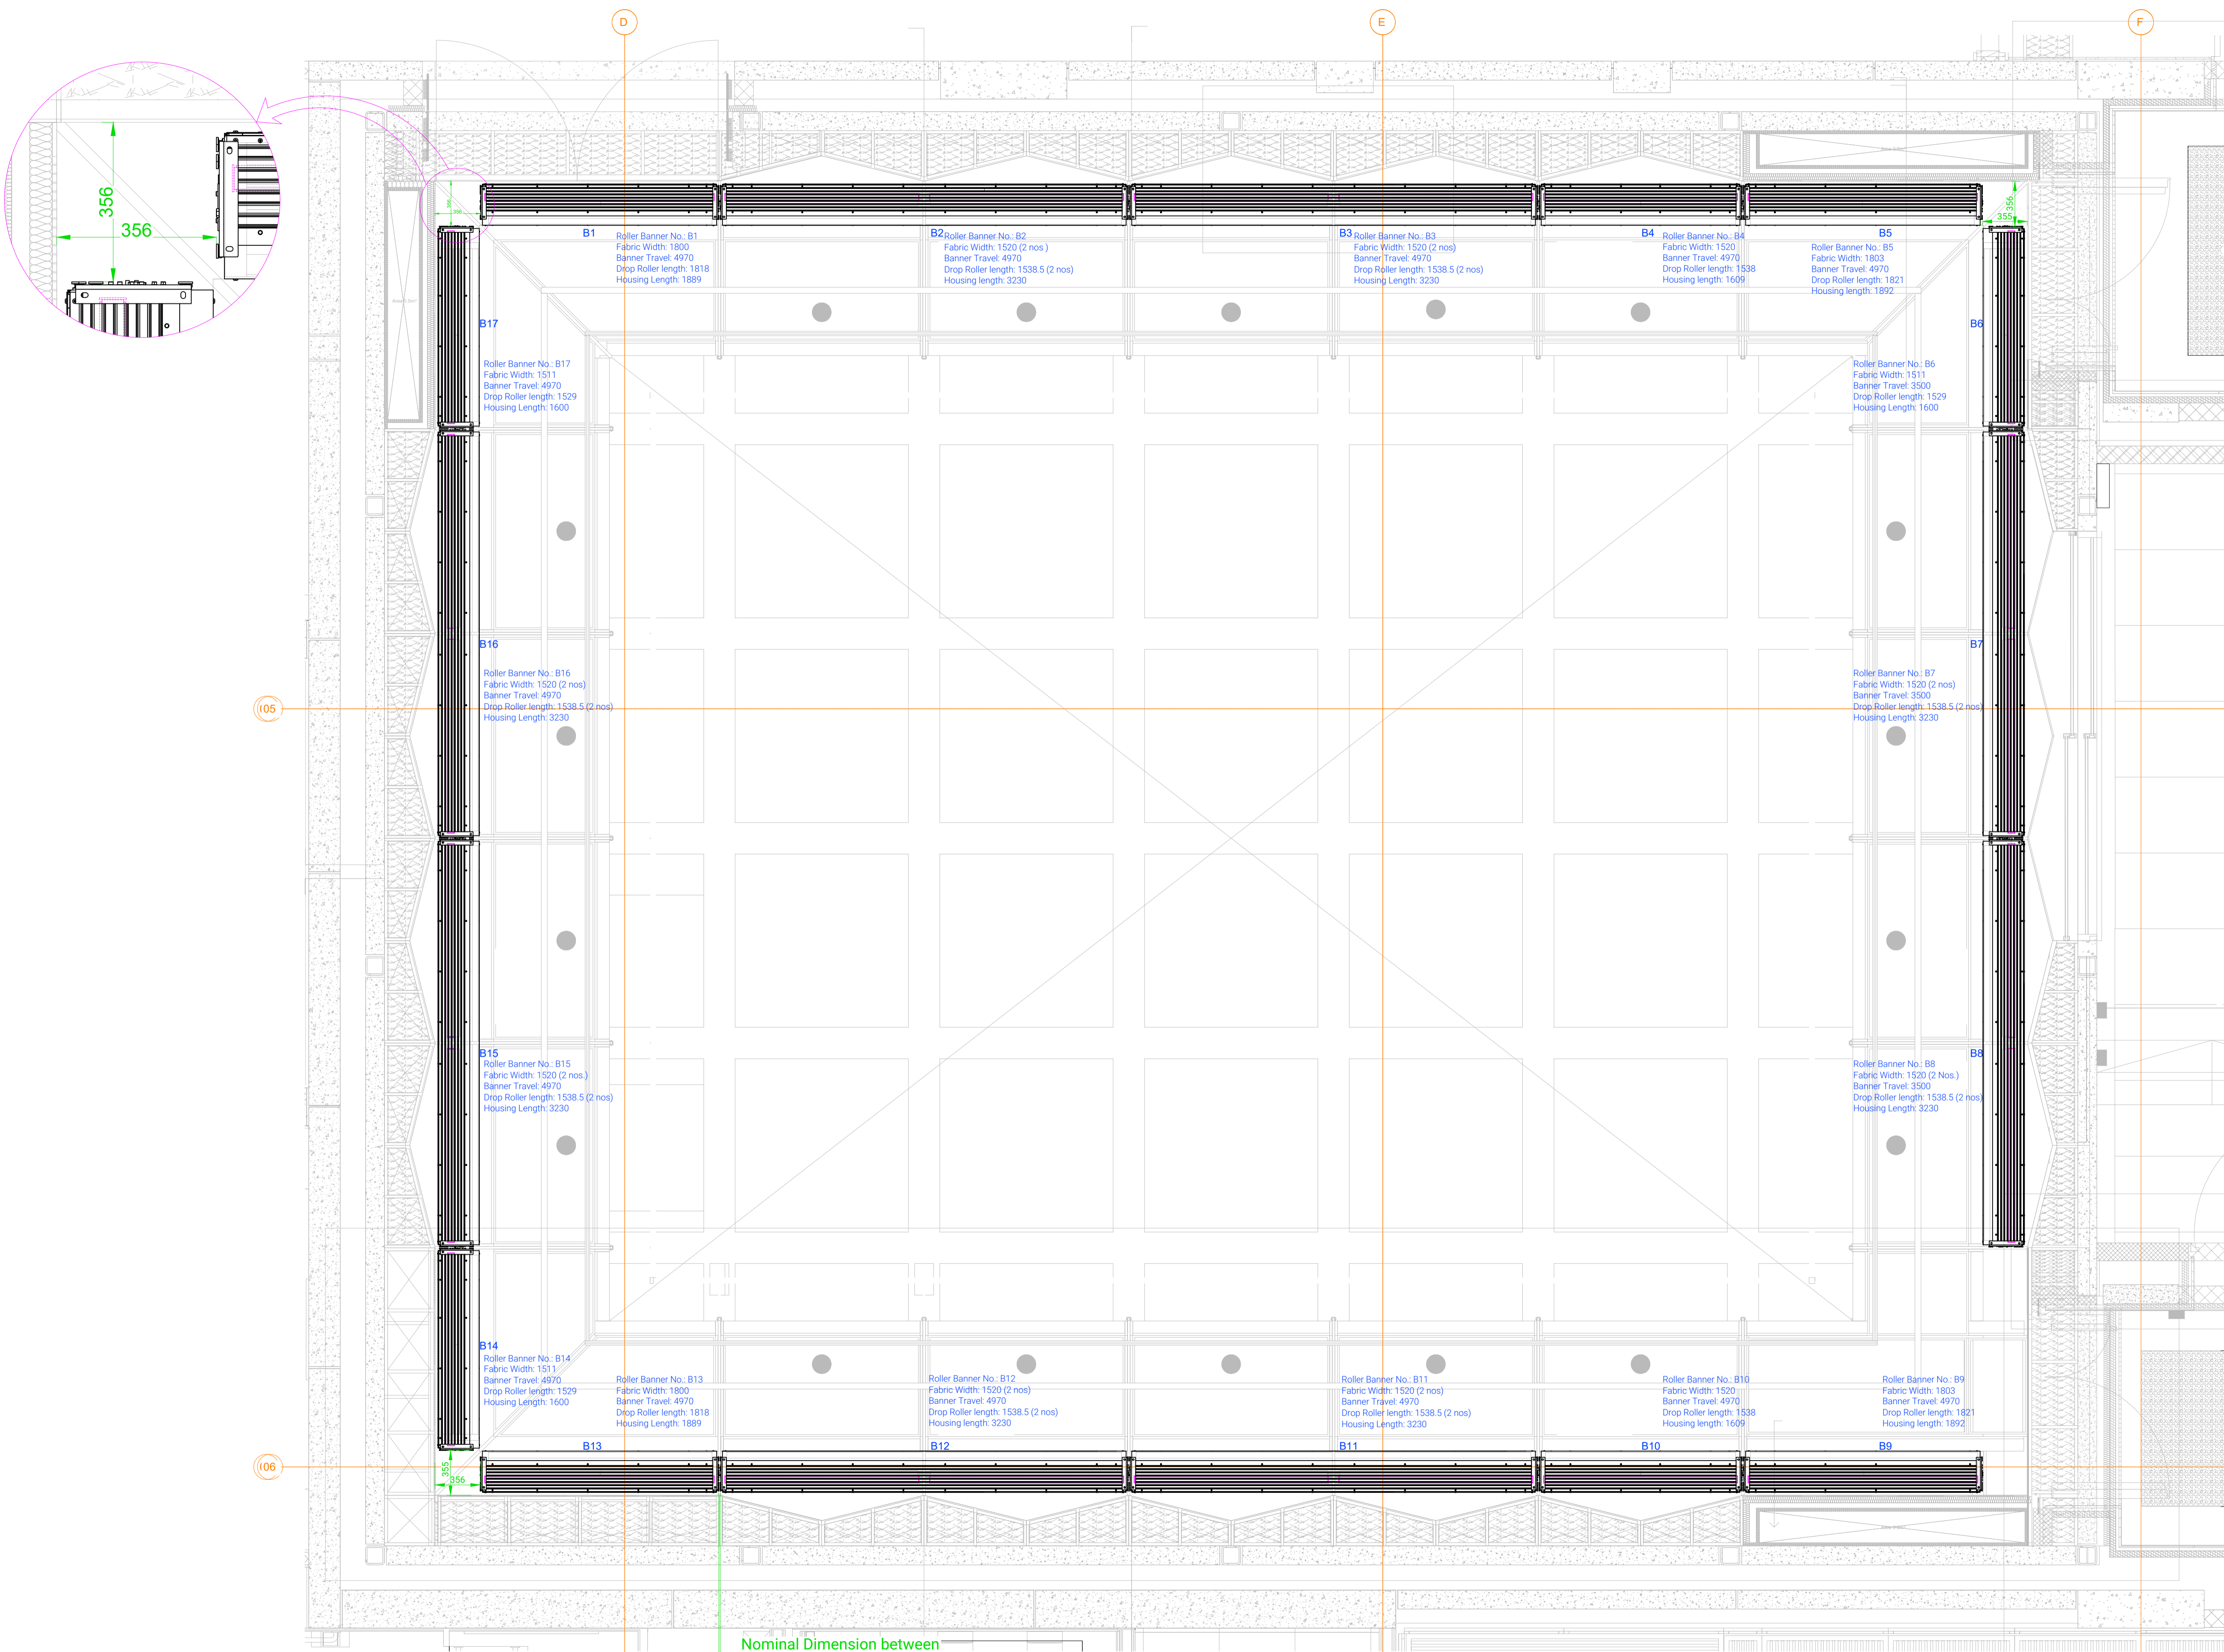 D
E
F
356
356
356
356
356
355
B1
B2
B3
B4
B5
Roller Banner No.: B1
Fabric Width: 1800
Banner Travel: 4970
Drop Roller length: 1818
Housing Length: 1889
Roller Banner No.: B2
Fabric Width: 1520 (2 nos )
Banner Travel: 4970
Drop Roller length: 1538.5 (2 nos)
Housing length: 3230
Roller Banner No.: B3
Fabric Width: 1520 (2 nos)
Banner Travel: 4970
Drop Roller length: 1538.5 (2 nos)
Housing length: 3230
Roller Banner No.: B4
Fabric Width: 1520
Banner Travel: 4970
Drop Roller length: 1538
Housing length: 1609
Roller Banner No.: B5
Fabric Width: 1803
Banner Travel: 4970
Drop Roller length: 1821
Housing length: 1892
B17
Roller Banner No.: B17
Fabric Width: 1511
Banner Travel: 4970
Drop Roller length: 1529
Housing Length: 1600
B6
Roller Banner No.: B6
Fabric Width: 1511
Banner Travel: 3500
Drop Roller length: 1529
Housing Length: 1600
B16
Roller Banner No.: B16
Fabric Width: 1520 (2 nos)
Banner Travel: 4970
Drop Roller length: 1538.5 (2 nos)
Housing Length: 3230
B7
Roller Banner No.: B7
Fabric Width: 1520 (2 nos)
Banner Travel: 3500
Drop Roller length: 1538.5 (2 nos)
Housing Length: 3230
05
B15
Roller Banner No.: B15
Fabric Width: 1520 (2 nos.)
Banner Travel: 4970
Drop Roller length: 1538.5 (2 nos)
Housing Length: 3230
B8
Roller Banner No.: B8
Fabric Width: 1520 (2 Nos.)
Banner Travel: 3500
Drop Roller length: 1538.5 (2 nos)
Housing Length: 3230
B14
Roller Banner No.: B14
Fabric Width: 1511
Banner Travel: 4970
Drop Roller length: 1529
Housing Length: 1600
Roller Banner No.: B13
Fabric Width: 1800
Banner Travel: 4970
Drop Roller length: 1818
Housing Length: 1889
Roller Banner No.: B12
Fabric Width: 1520 (2 nos)
Banner Travel: 4970
Drop Roller length: 1538.5 (2 nos)
Housing length: 3230
Roller Banner No.: B11
Fabric Width: 1520 (2 nos)
Banner Travel: 4970
Drop Roller length: 1538.5 (2 nos)
Housing Length: 3230
Roller Banner No.: B10
Fabric Width: 1520
Banner Travel: 4970
Drop Roller length: 1538
Housing length: 1609
Roller Banner No.: B9
Fabric Width: 1803
Banner Travel: 4970
Drop Roller length: 1821
Housing length: 1892
B13
B12
B11
B10
B9
06
355
356
Nominal Dimension between